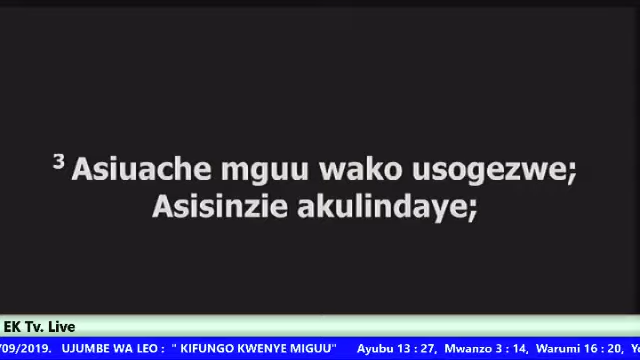 3 Asiuache mguu wako usogezwe;
Asisinzie akulindaye;
EK Tv. Live
/09/2019. UJUMBE WA LEO : " KIFUNGO KWENYE MIGUU" Ayubu 13 : 27, Mwanzo 3 : 14, Warumi 16 : 20,